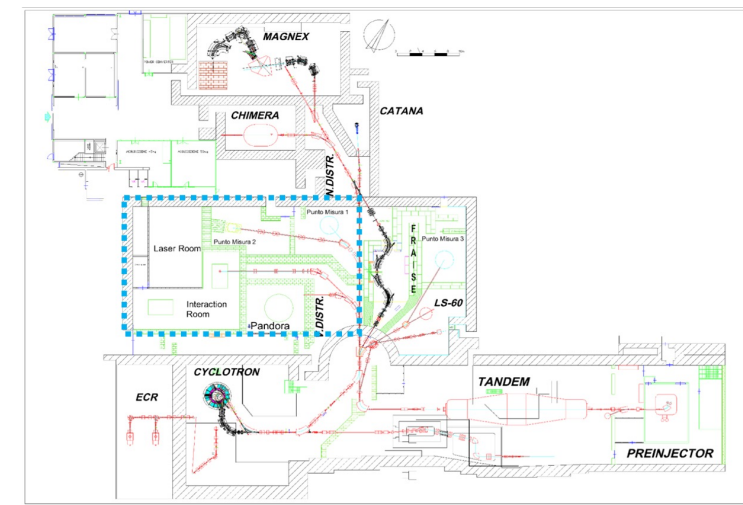 MAGNEX
CHIMERA
CATANA
N.DISTR.
Punto Misura 1
Punto Misura 2
Punto Misura 3
FRAISE
Laser Room
Interaction
Room
Pandora
.DISTR.
LS-60
CYCLOTRON
ECR
TANDEM
PREINJECTOR